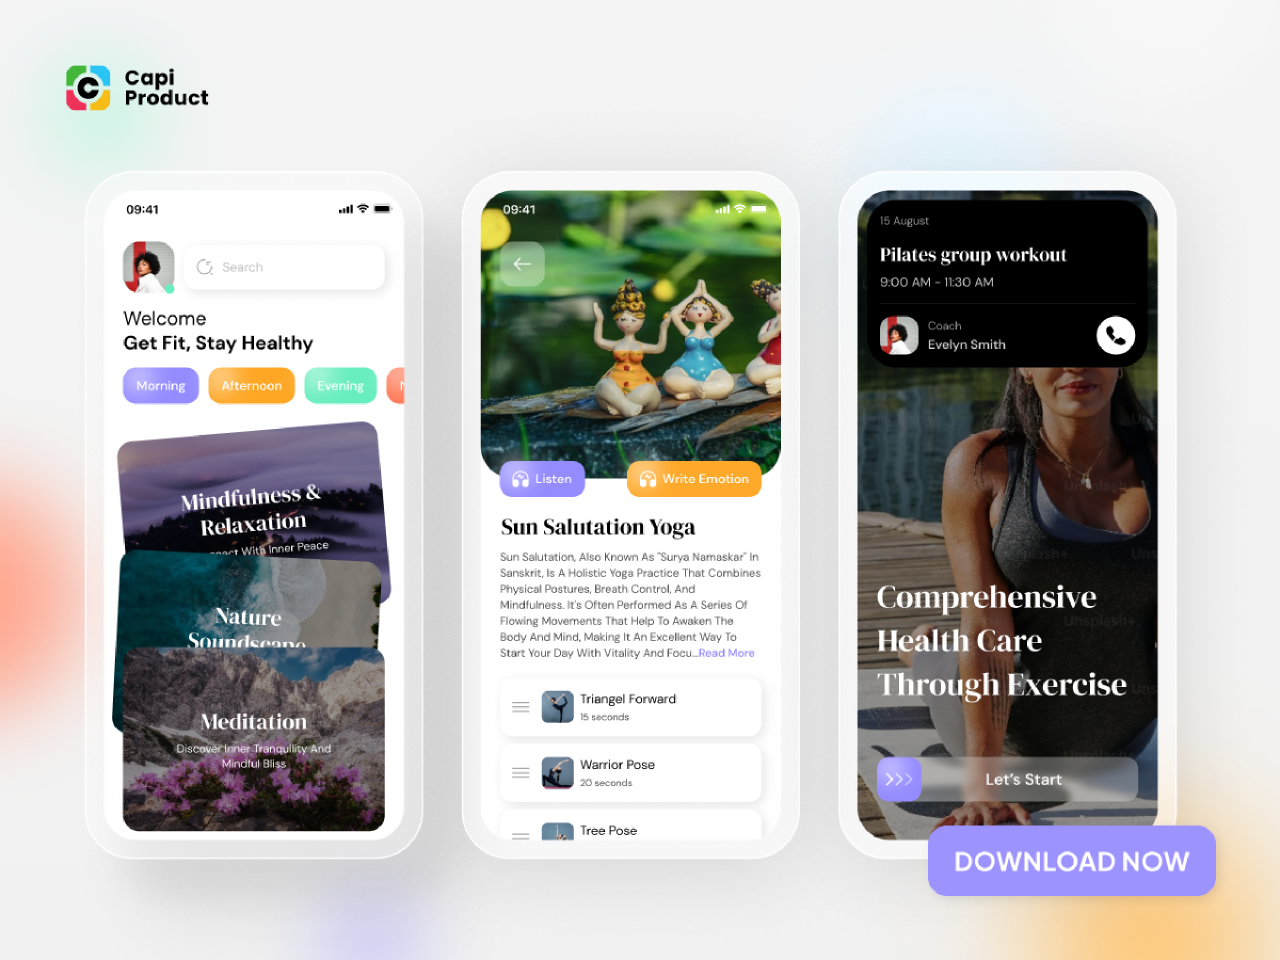 Capi
Product
09:41
Search
Welcome
Get Fit, Stay Healthy
Morning
Afternoon
Evening
Mindfulness &
Relaxation
With Inner Peace
Nature
Soundscape
Meditation
Discover Inner Tranquility And
Mindful Bliss
09:41
Listen
Write Emotion
Sun Salutation Yoga
Sun Salutation, Also Known As "Surya Namaskar" In
Sanskrit, Is A Holistic Yoga Practice That Combines
Physical Postures, Breath Control, And
Mindfulness. It's Often Performed As A Series Of
Flowing Movements That Help To Awaken The
Body And Mind, Making It An Excellent Way To
Start Your Day With Vitality And Focu...Read More
Triangel Forward
15 seconds
Warrior Pose
20 seconds
Tree Pose
15 August
Pilates group workout
9:00 AM - 11:30 AM
Coach
Evelyn Smith
Unsplash+
Comprehensive
Health Care
Through Exercise
Let's Start
DOWNLOAD NOW